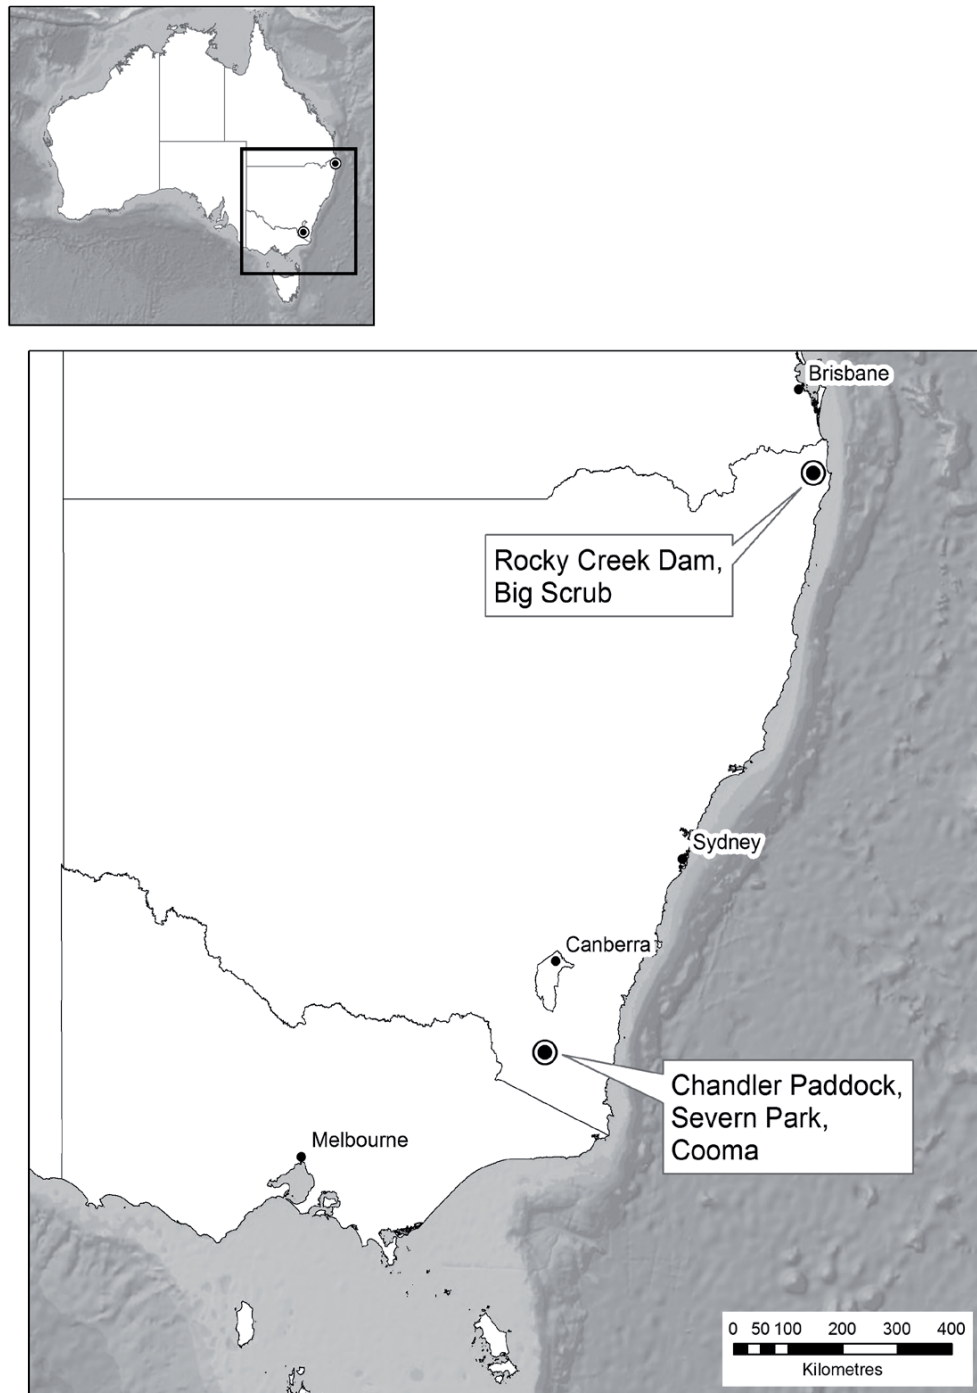 Brisbane
Rocky Creek Dam,
Big Scrub
Sydney
Canberra
Chandler Paddock,
Severn Park,
Cooma
Melbourne
0 50 100 200 300 400
Kilometres